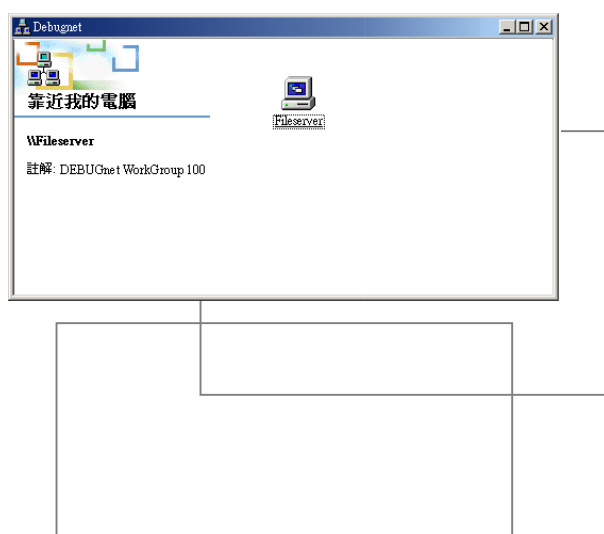 Debugnet
靠近我的電腦
\\Fileserver
註解: DEBUGnet WorkGroup 100
Fileserver